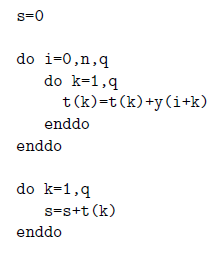 s=0
do i=0,n,q
do k=1,q
t(k)=t(k)+y(i+k)
enddo
enddo
do k=1,q
s=s+t(k)
enddo